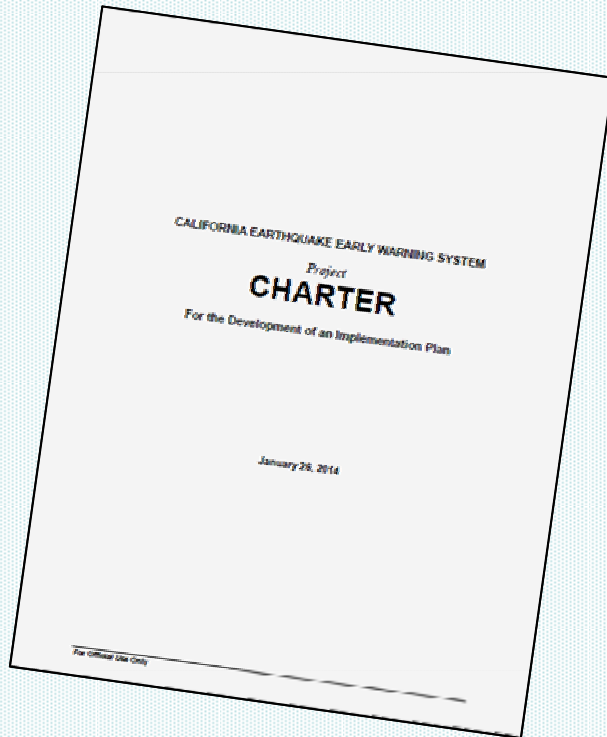 CALIFORNIA EARTHQUAKE EARLY WARNING SYSTEM
Project
CHARTER
For the Development of an Implementation Plan
January 29, 2014
For Official Use Only